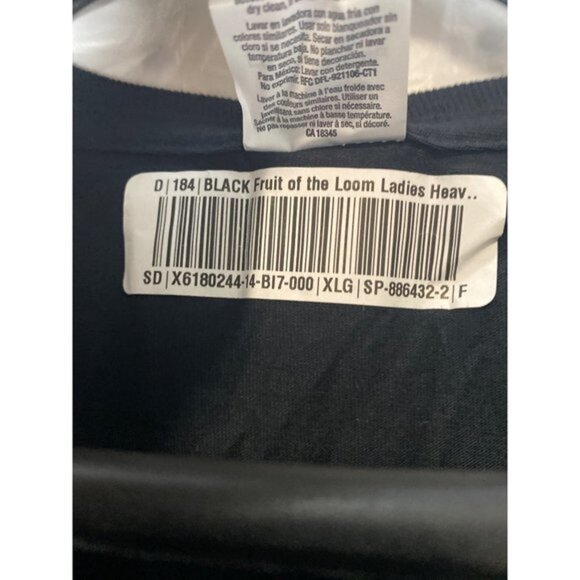 dry clean,
Lavar en lavadora con agua fría con
colores similares. Usar solo blanqueador sin
cloro si se necesita. Secar en secadora a
temperatura baja. No planchar ni lavar
en seco, si tiene decoración.
Para México: Lavar con detergente.
No exprimir. RFC DFL-921106-CT1
Laver à la machine à l'eau froide avec
des couleurs similaires. Utiliser un
javellisant sans chlore si nécessaire.
Sécher à la machine à basse température.
Ne pas repasser ni laver à sec, si décoré.
CA 18345
D|184|BLACK Fruit of the Loom Ladies Heav..
SD|X6180244-14-BI7-000|XLG|SP-886432-2|F